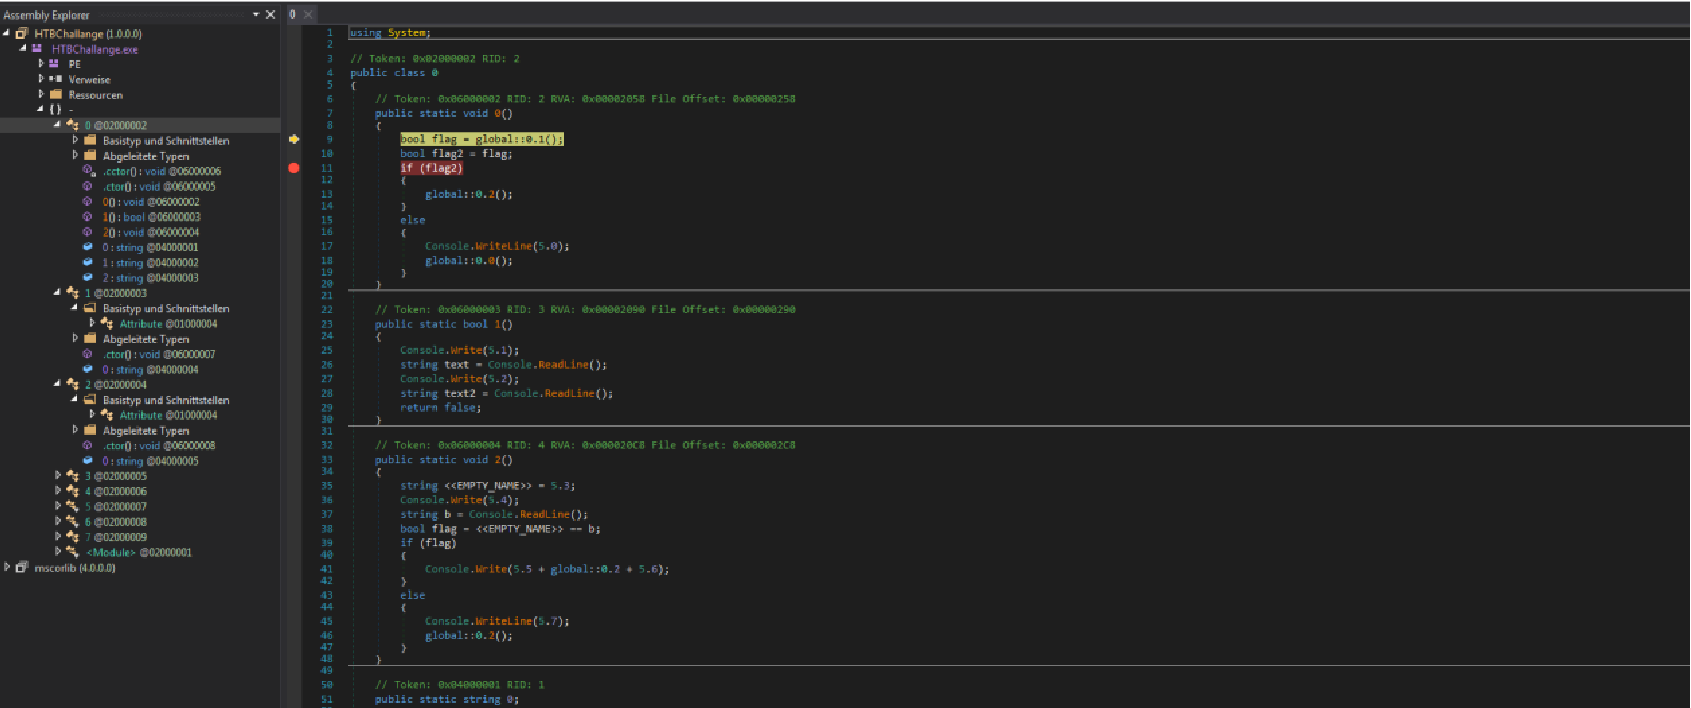 Assembly Explorer
HTBChallange (1.0.0.0)
HTBChallange.exe
PE
Verweise
Ressourcen
{ } -
0 @02000002
Basistyp und Schnittstellen
Abgeleitete Typen
.cctor() : void @06000006
.ctor() : void @06000005
0() : void @06000002
1() : bool @06000003
2() : void @06000004
0 : string @04000001
1 : string @04000002
2 : string @04000003
1 @02000003
Basistyp und Schnittstellen
Attribute @01000004
Abgeleitete Typen
.ctor() : void @06000007
0 : string @04000004
2 @02000004
Basistyp und Schnittstellen
Attribute @01000004
Abgeleitete Typen
.ctor() : void @06000008
0 : string @04000005
3 @02000005
4 @02000006
5 @02000007
6 @02000008
7 @02000009
<Module> @02000001
mscorlib (4.0.0.0)
0
1 using System;
2
3 // Token: 0x02000002 RID: 2
4 public class 0
5 {
6 // Token: 0x06000002 RID: 2 RVA: 0x00002058 File Offset: 0x00000258
7 public static void 0()
8 {
9 bool flag = global::0.1();
10 bool flag2 = flag;
11 if (flag2)
12 {
13 global::0.2();
14 }
15 else
16 {
17 Console.WriteLine(5.0);
18 global::0.0();
19 }
20 }
21
22 // Token: 0x06000003 RID: 3 RVA: 0x00002090 File Offset: 0x00000290
23 public static bool 1()
24 {
25 Console.Write(5.1);
26 string text = Console.ReadLine();
27 Console.Write(5.2);
28 string text2 = Console.ReadLine();
29 return false;
30 }
31
32 // Token: 0x06000004 RID: 4 RVA: 0x000020C8 File Offset: 0x000002C8
33 public static void 2()
34 {
35 string <<EMPTY_NAME>> = 5.3;
36 Console.Write(5.4);
37 string b = Console.ReadLine();
38 bool flag = <<EMPTY_NAME>> == b;
39 if (flag)
40 {
41 Console.Write(5.5 + global::0.2 + 5.6);
42 }
43 else
44 {
45 Console.WriteLine(5.7);
46 global::0.2();
47 }
48 }
49
50 // Token: 0x04000001 RID: 1
51 public static string 0;